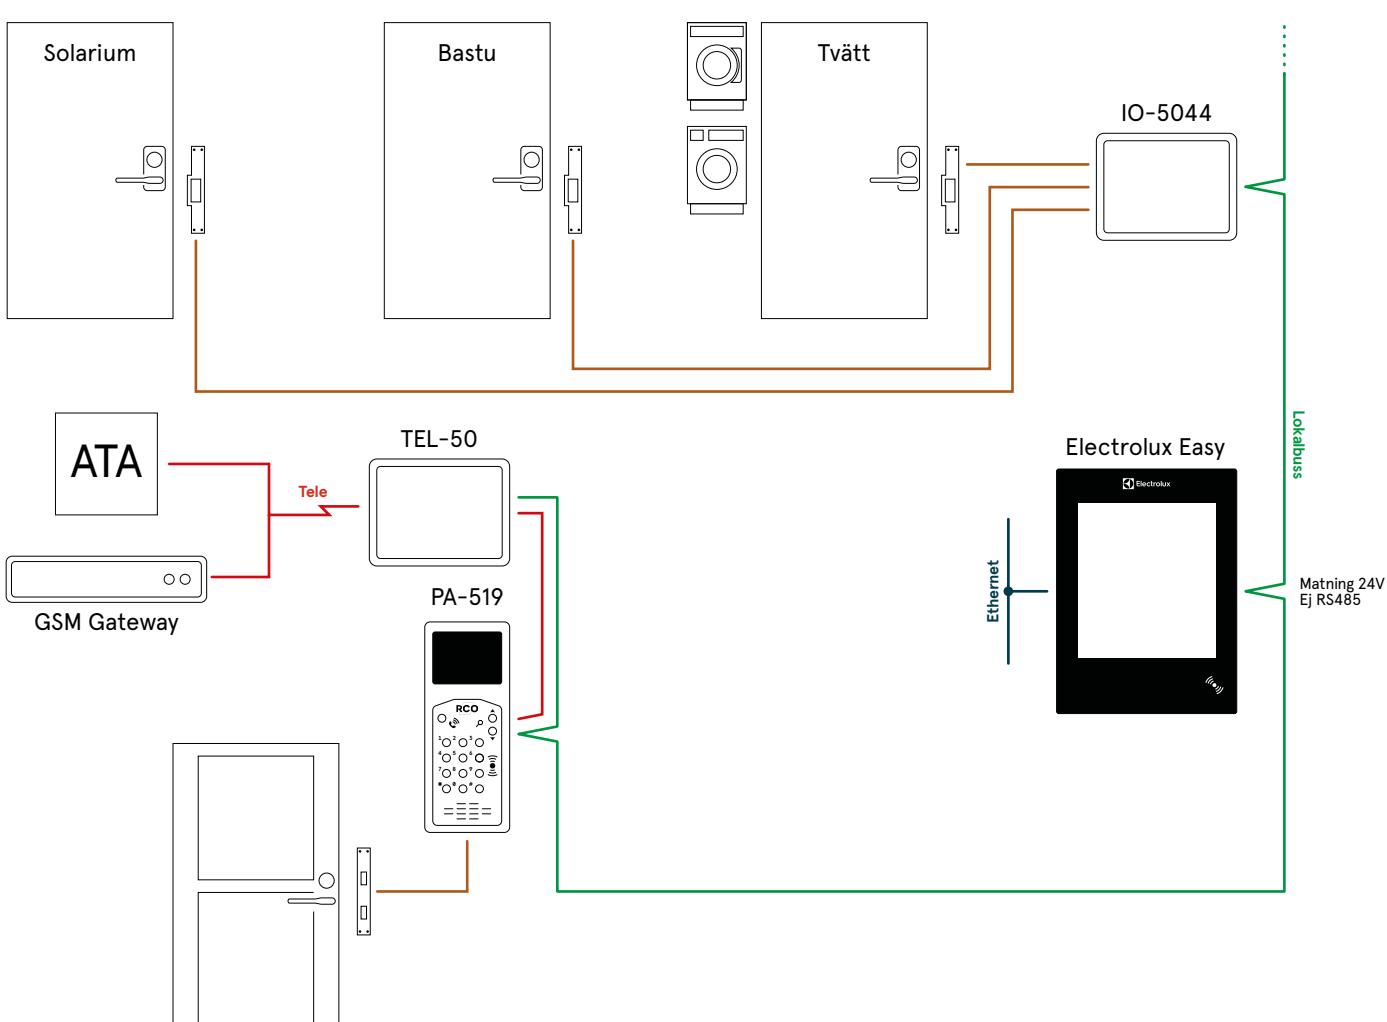 Solarium
Bastu
Tvätt
IO-5044
Lokalbuss
ATA
TEL-50
Electrolux Easy
Electrolux
Tele
GSM Gateway
PA-519
Ethernet
Matning 24V
Ej RS485
RCO
1 2 3
4 5 6
7 8 9
* 0 #